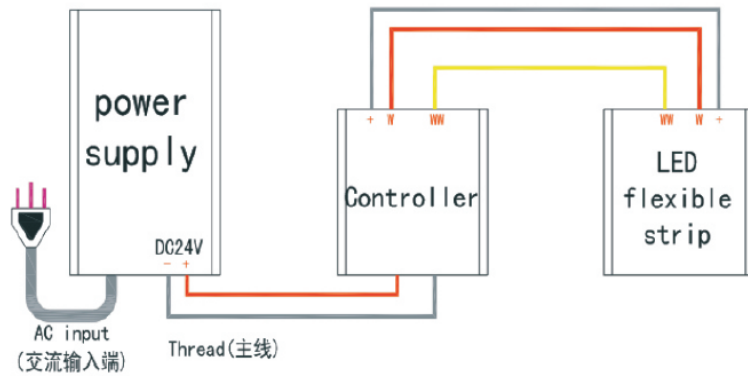 power
supply
DC24V
- +
AC input
(交流输入端)
Thread(主线)
+ W WW
Controller
WW W +
LED
flexible
strip